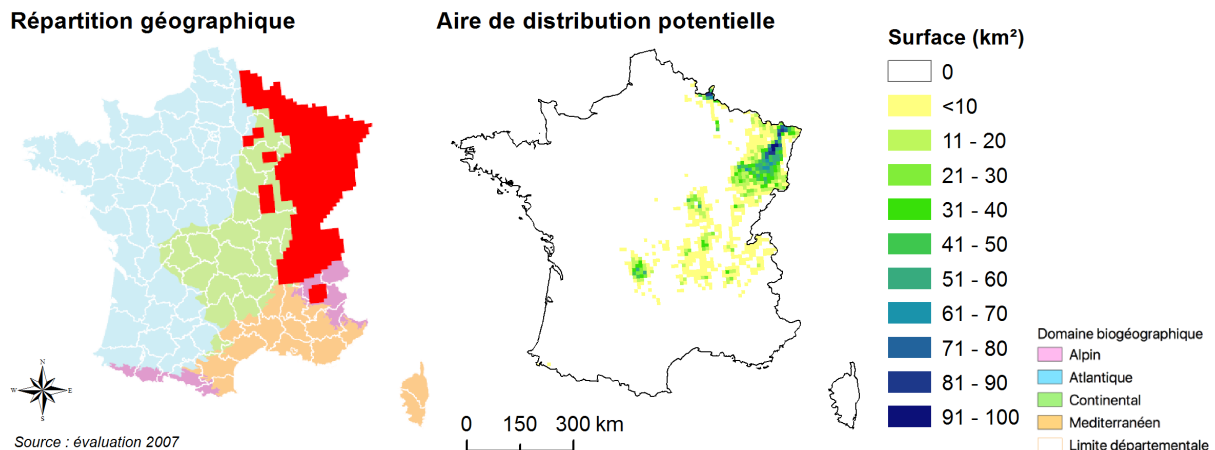 Répartition géographique
Aire de distribution potentielle
Surface (km²)
0
<10
11 - 20
21 - 30
31 - 40
41 - 50
51 - 60
61 - 70
71 - 80
81 - 90
91 - 100
Domaine biogéographique
Alpin
Atlantique
Continental
Mediterranéen
Limite départementale
N
W
E
S
0 150 300 km
Source : évaluation 2007